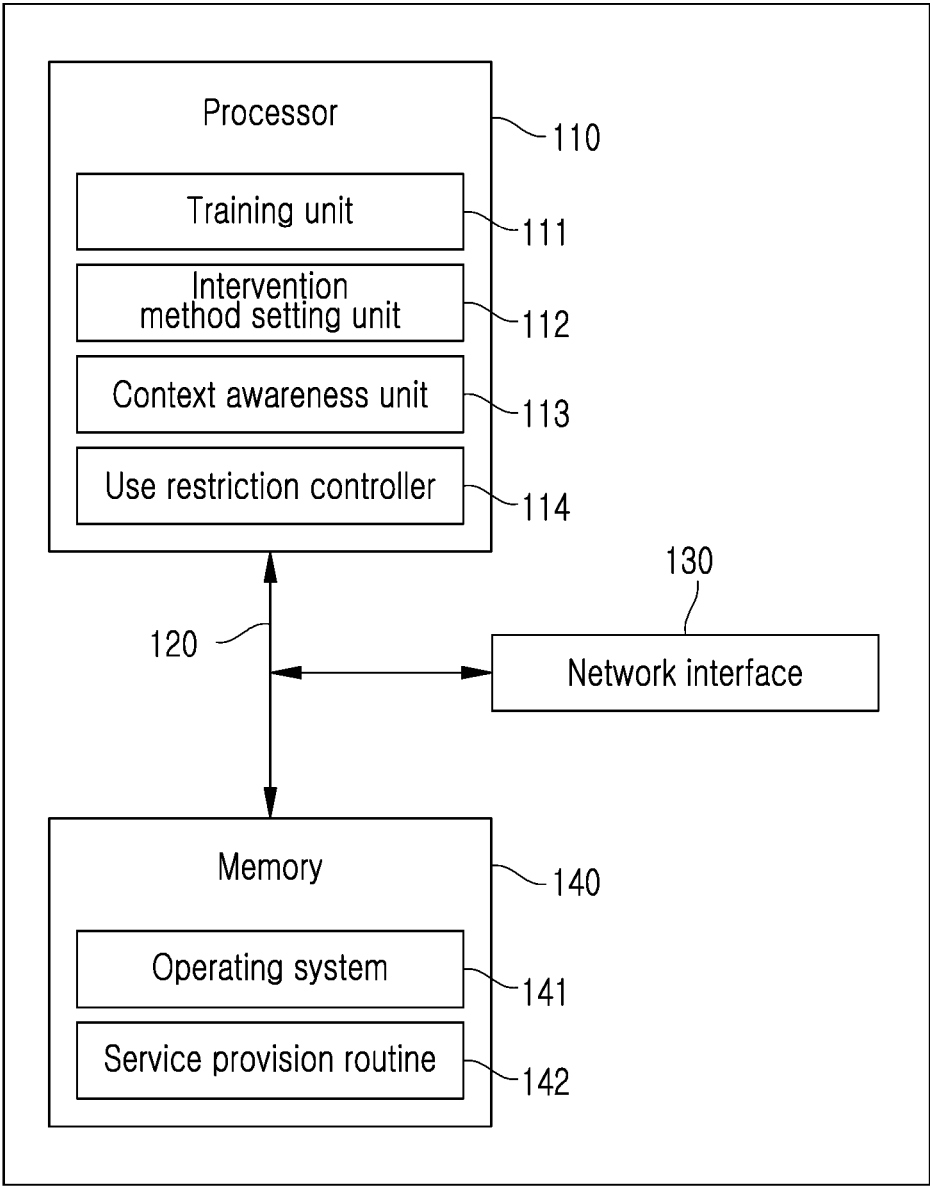 Processor
110
Training unit
111
Intervention
method setting unit
112
Context awareness unit
113
Use restriction controller
114
120
130
Network interface
Memory
140
Operating system
141
Service provision routine
142